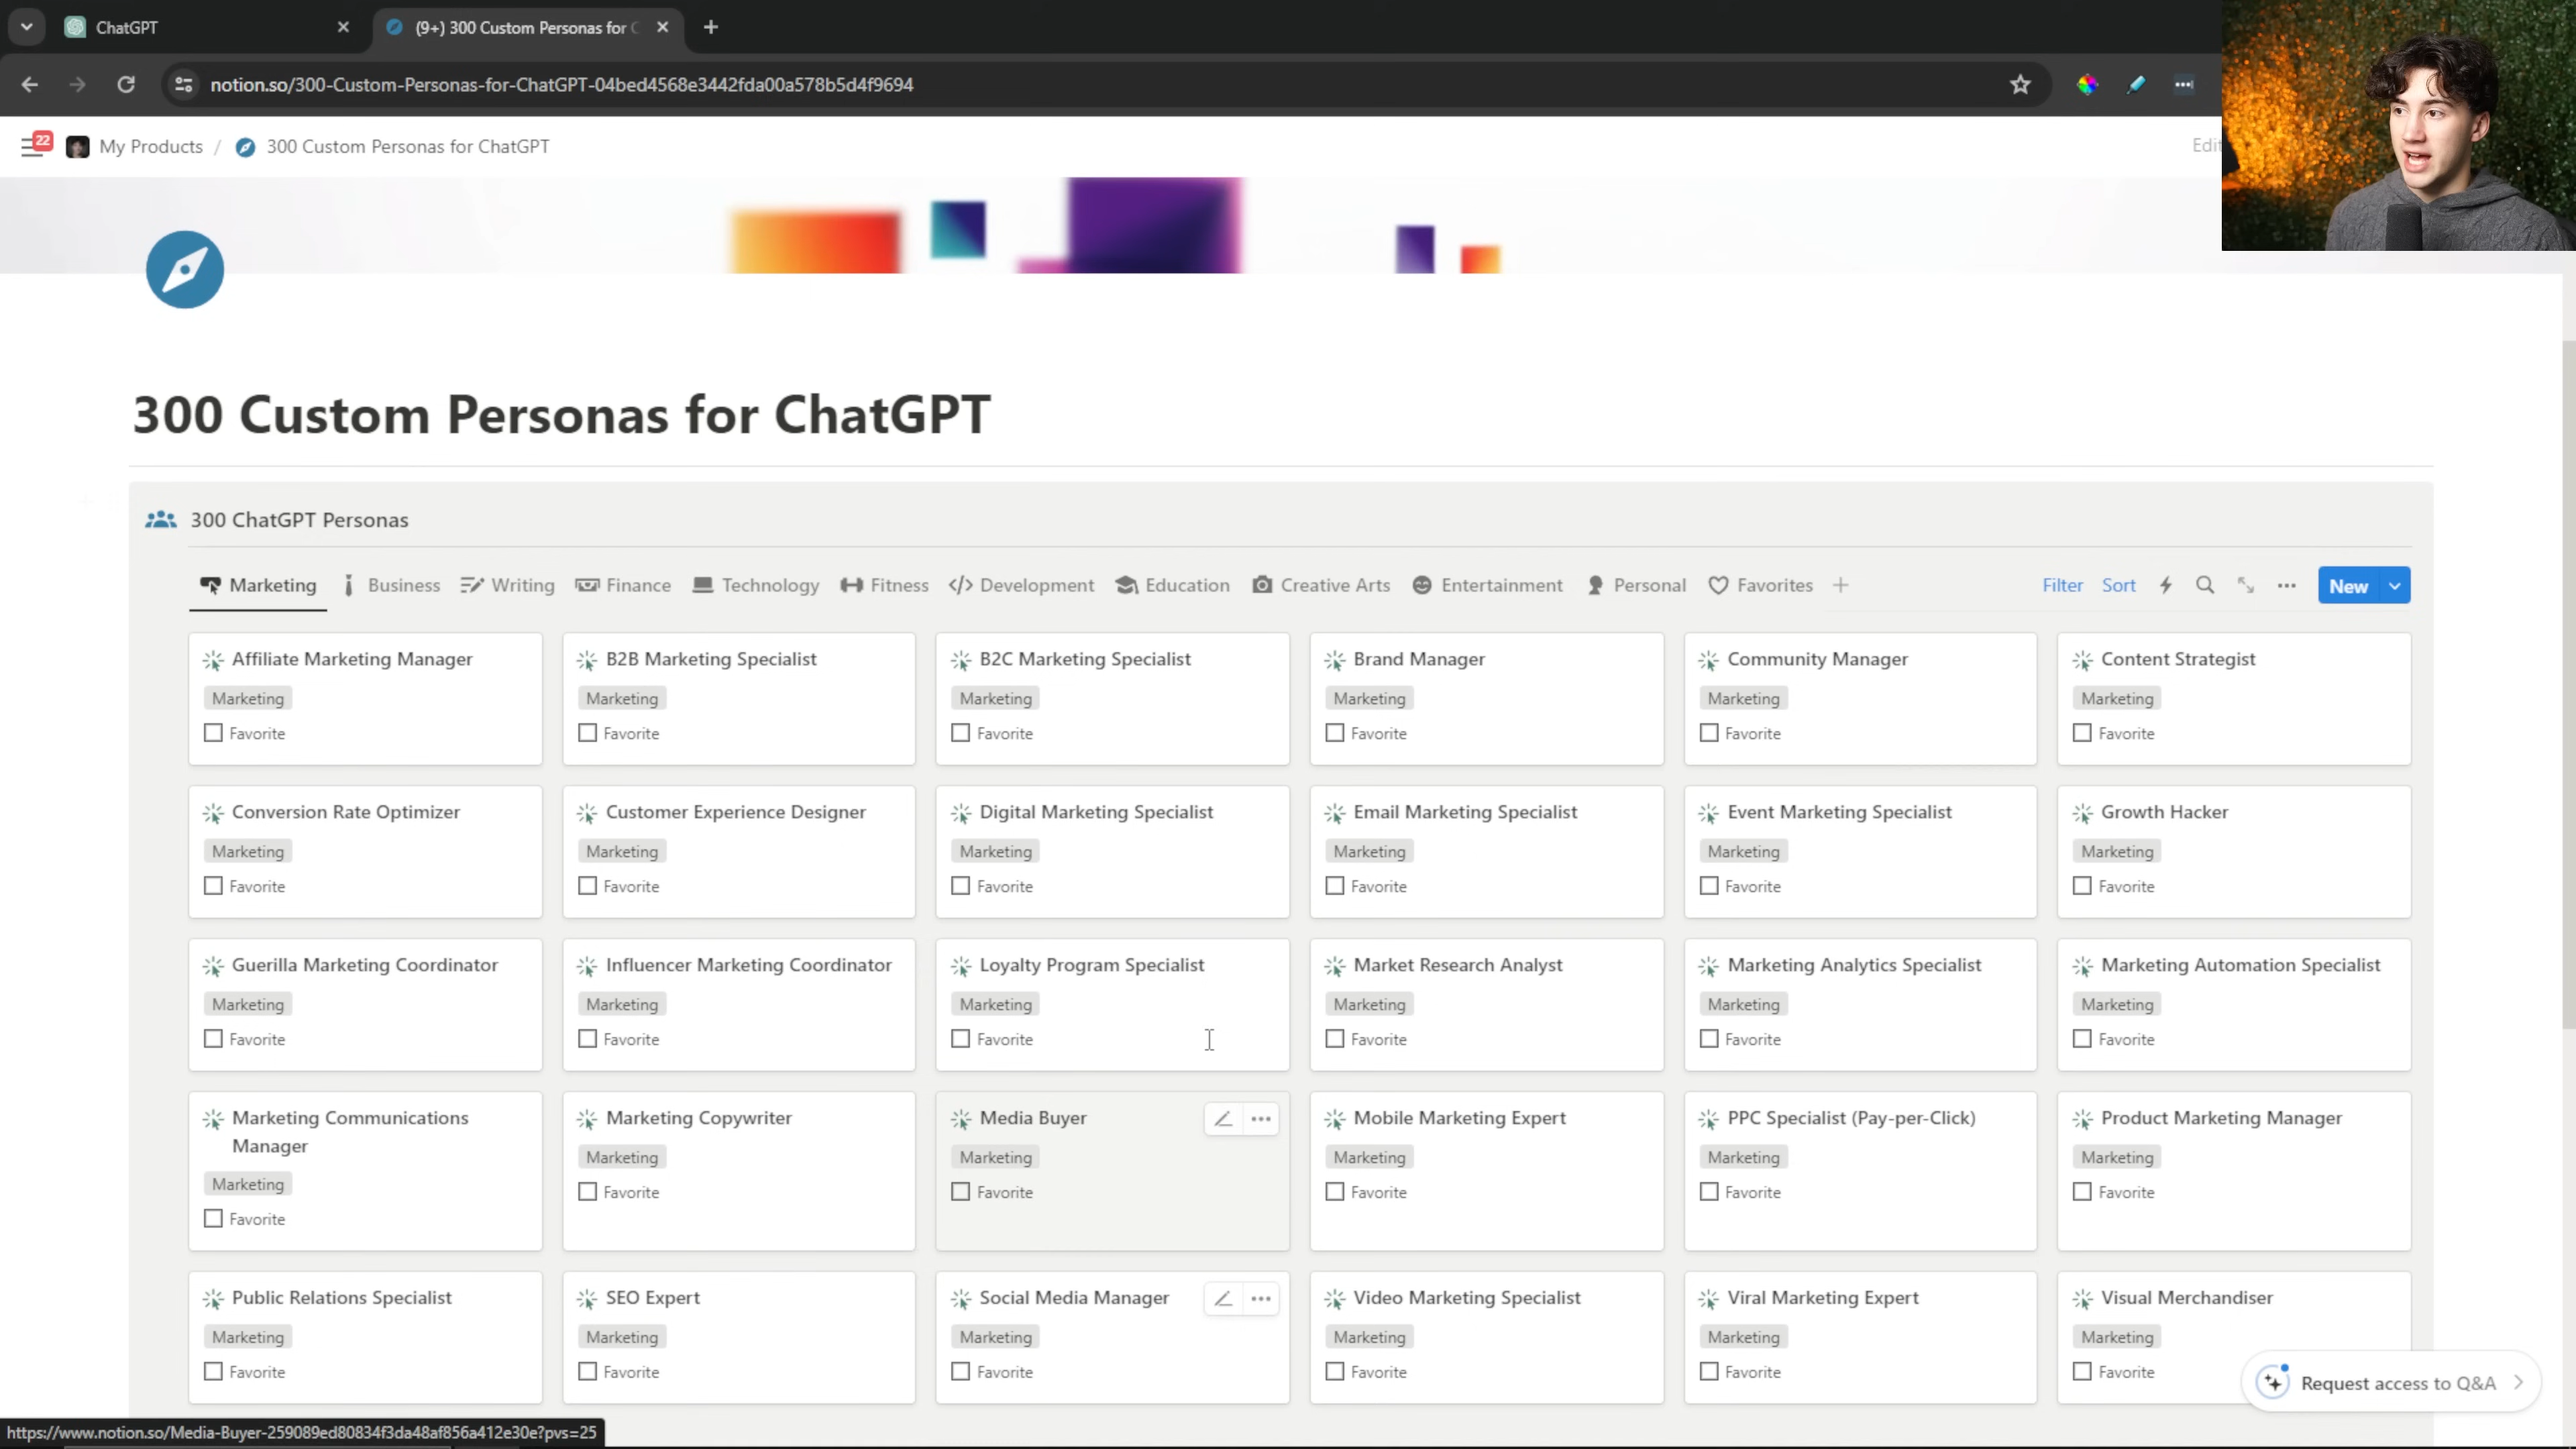 ChatGPT
(9+) 300 Custom Personas for
notion.so/300-Custom-Personas-for-ChatGPT-04bed4568e3442fda00a578b5d4f9694
22
My Products / 300 Custom Personas for ChatGPT
Edit
300 Custom Personas for ChatGPT
300 ChatGPT Personas
Marketing Business Writing Finance Technology Fitness Development Education Creative Arts Entertainment Personal Favorites Filter Sort New
Affiliate Marketing Manager B2B Marketing Specialist B2C Marketing Specialist Brand Manager Community Manager Content Strategist
Marketing Marketing Marketing Marketing Marketing Marketing
Favorite Favorite Favorite Favorite Favorite Favorite
Conversion Rate Optimizer Customer Experience Designer Digital Marketing Specialist Email Marketing Specialist Event Marketing Specialist Growth Hacker
Marketing Marketing Marketing Marketing Marketing Marketing
Favorite Favorite Favorite Favorite Favorite Favorite
Guerilla Marketing Coordinator Influencer Marketing Coordinator Loyalty Program Specialist Market Research Analyst Marketing Analytics Specialist Marketing Automation Specialist
Marketing Marketing Marketing Marketing Marketing Marketing
Favorite Favorite Favorite Favorite Favorite Favorite
Marketing Communications Marketing Copywriter Media Buyer Mobile Marketing Expert PPC Specialist (Pay-per-Click) Product Marketing Manager
Manager
Marketing Marketing Marketing Marketing Marketing
Marketing
Favorite Favorite Favorite Favorite Favorite
Favorite
Public Relations Specialist SEO Expert Social Media Manager Video Marketing Specialist Viral Marketing Expert Visual Merchandiser
Marketing Marketing Marketing Marketing Marketing Marketing
Favorite Favorite Favorite Favorite Favorite Favorite
Request access to Q&A
https://www.notion.so/Media-Buyer-259089ed80834f3da48af856a412e30e?pvs=25